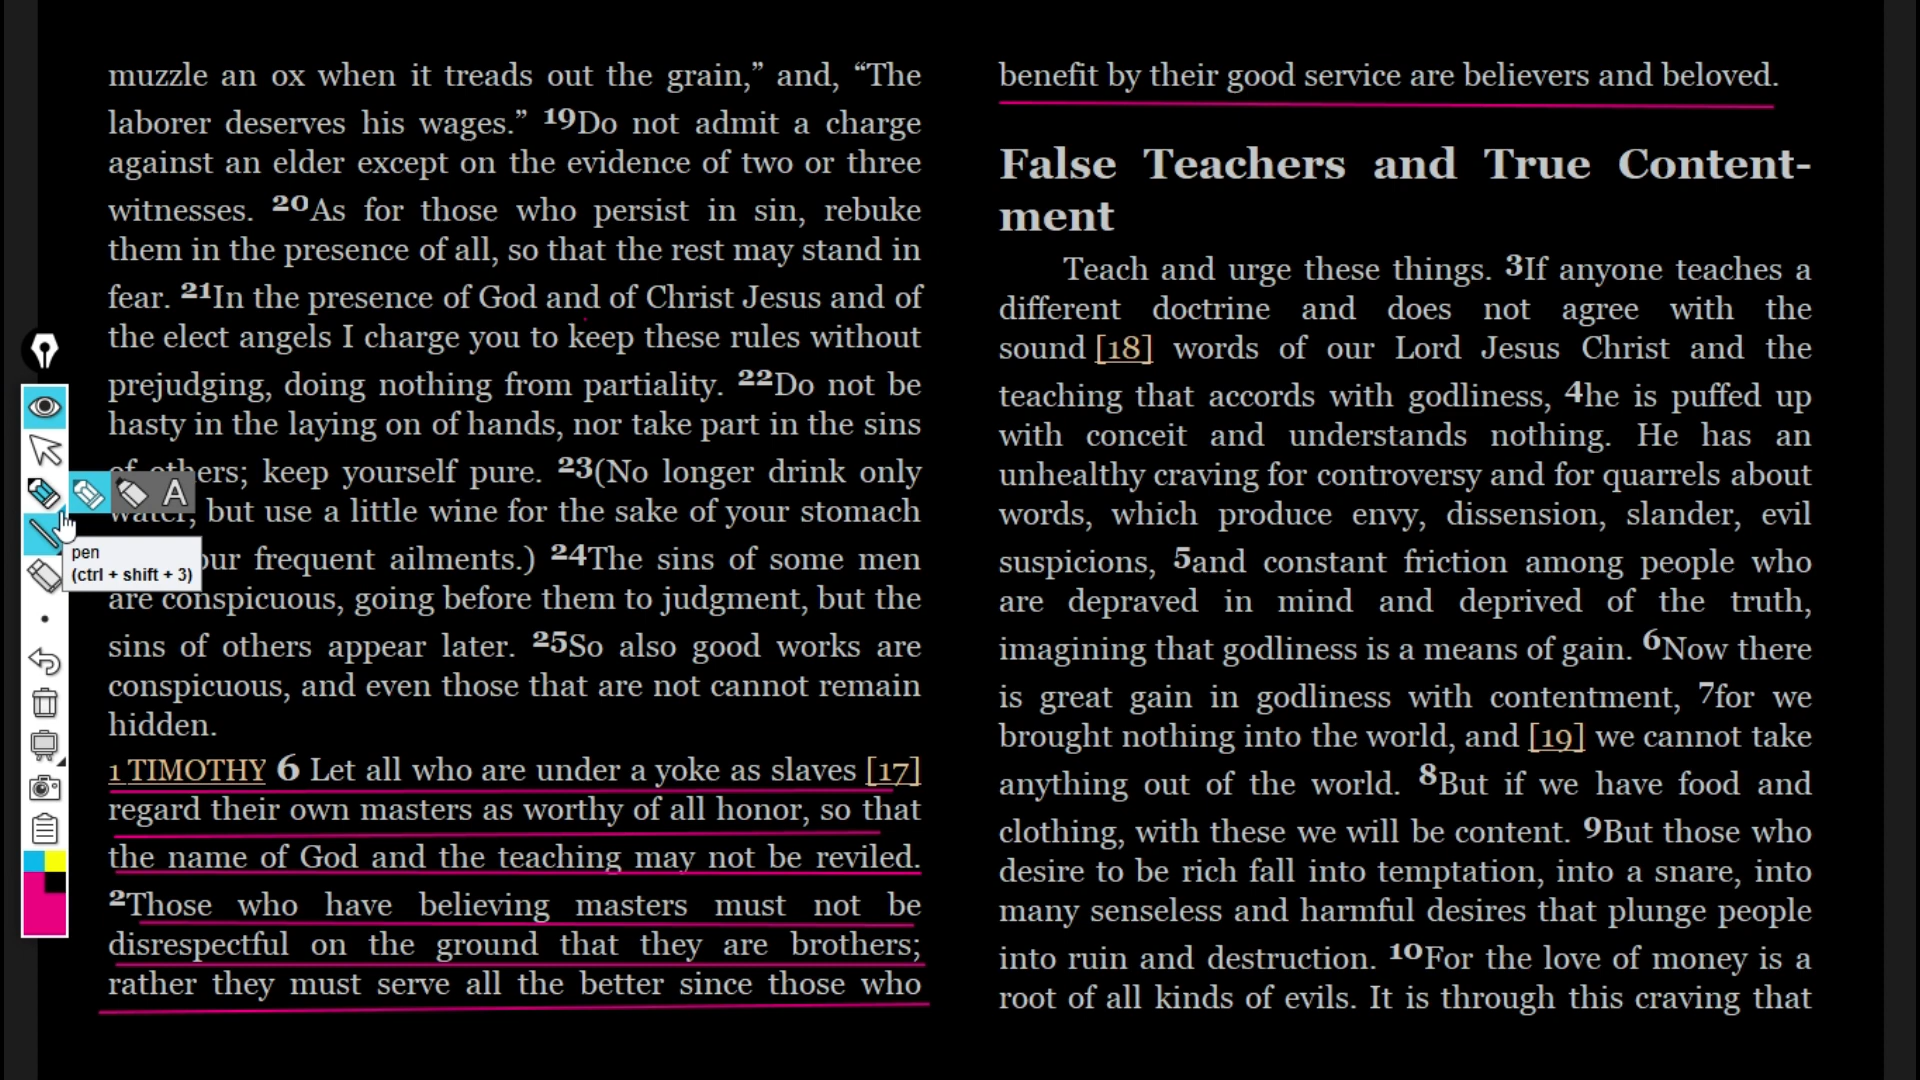 muzzle an ox when it treads out the grain,” and, “The
laborer deserves his wages.” 19Do not admit a charge
against an elder except on the evidence of two or three
witnesses. 20As for those who persist in sin, rebuke
them in the presence of all, so that the rest may stand in
fear. 21In the presence of God and of Christ Jesus and of
the elect angels I charge you to keep these rules without
prejudging, doing nothing from partiality. 22Do not be
hasty in the laying on of hands, nor take part in the sins
of others; keep yourself pure. 23(No longer drink only
water, but use a little wine for the sake of your stomach
our frequent ailments.) 24The sins of some men
are conspicuous, going before them to judgment, but the
sins of others appear later. 25So also good works are
conspicuous, and even those that are not cannot remain
hidden.
1 TIMOTHY 6 Let all who are under a yoke as slaves [17]
regard their own masters as worthy of all honor, so that
the name of God and the teaching may not be reviled.
2Those who have believing masters must not be
disrespectful on the ground that they are brothers;
rather they must serve all the better since those who
benefit by their good service are believers and beloved.
False Teachers and True Content-
ment
Teach and urge these things. 3If anyone teaches a
different doctrine and does not agree with the
sound [18] words of our Lord Jesus Christ and the
teaching that accords with godliness, 4he is puffed up
with conceit and understands nothing. He has an
unhealthy craving for controversy and for quarrels about
words, which produce envy, dissension, slander, evil
suspicions, 5and constant friction among people who
are depraved in mind and deprived of the truth,
imagining that godliness is a means of gain. 6Now there
is great gain in godliness with contentment, 7for we
brought nothing into the world, and [19] we cannot take
anything out of the world. 8But if we have food and
clothing, with these we will be content. 9But those who
desire to be rich fall into temptation, into a snare, into
many senseless and harmful desires that plunge people
into ruin and destruction. 10For the love of money is a
root of all kinds of evils. It is through this craving that
A
pen
(ctrl + shift + 3)